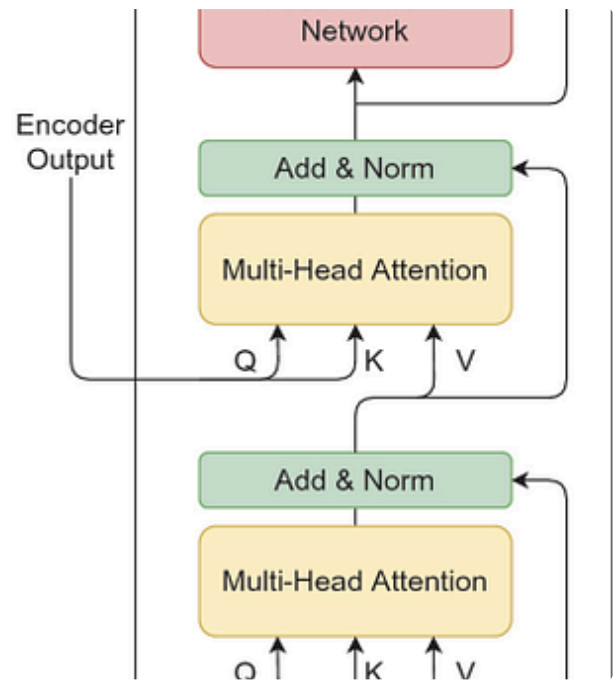 Network
Encoder
Output
Add & Norm
Multi-Head Attention
Q K V
Add & Norm
Multi-Head Attention
Q K V